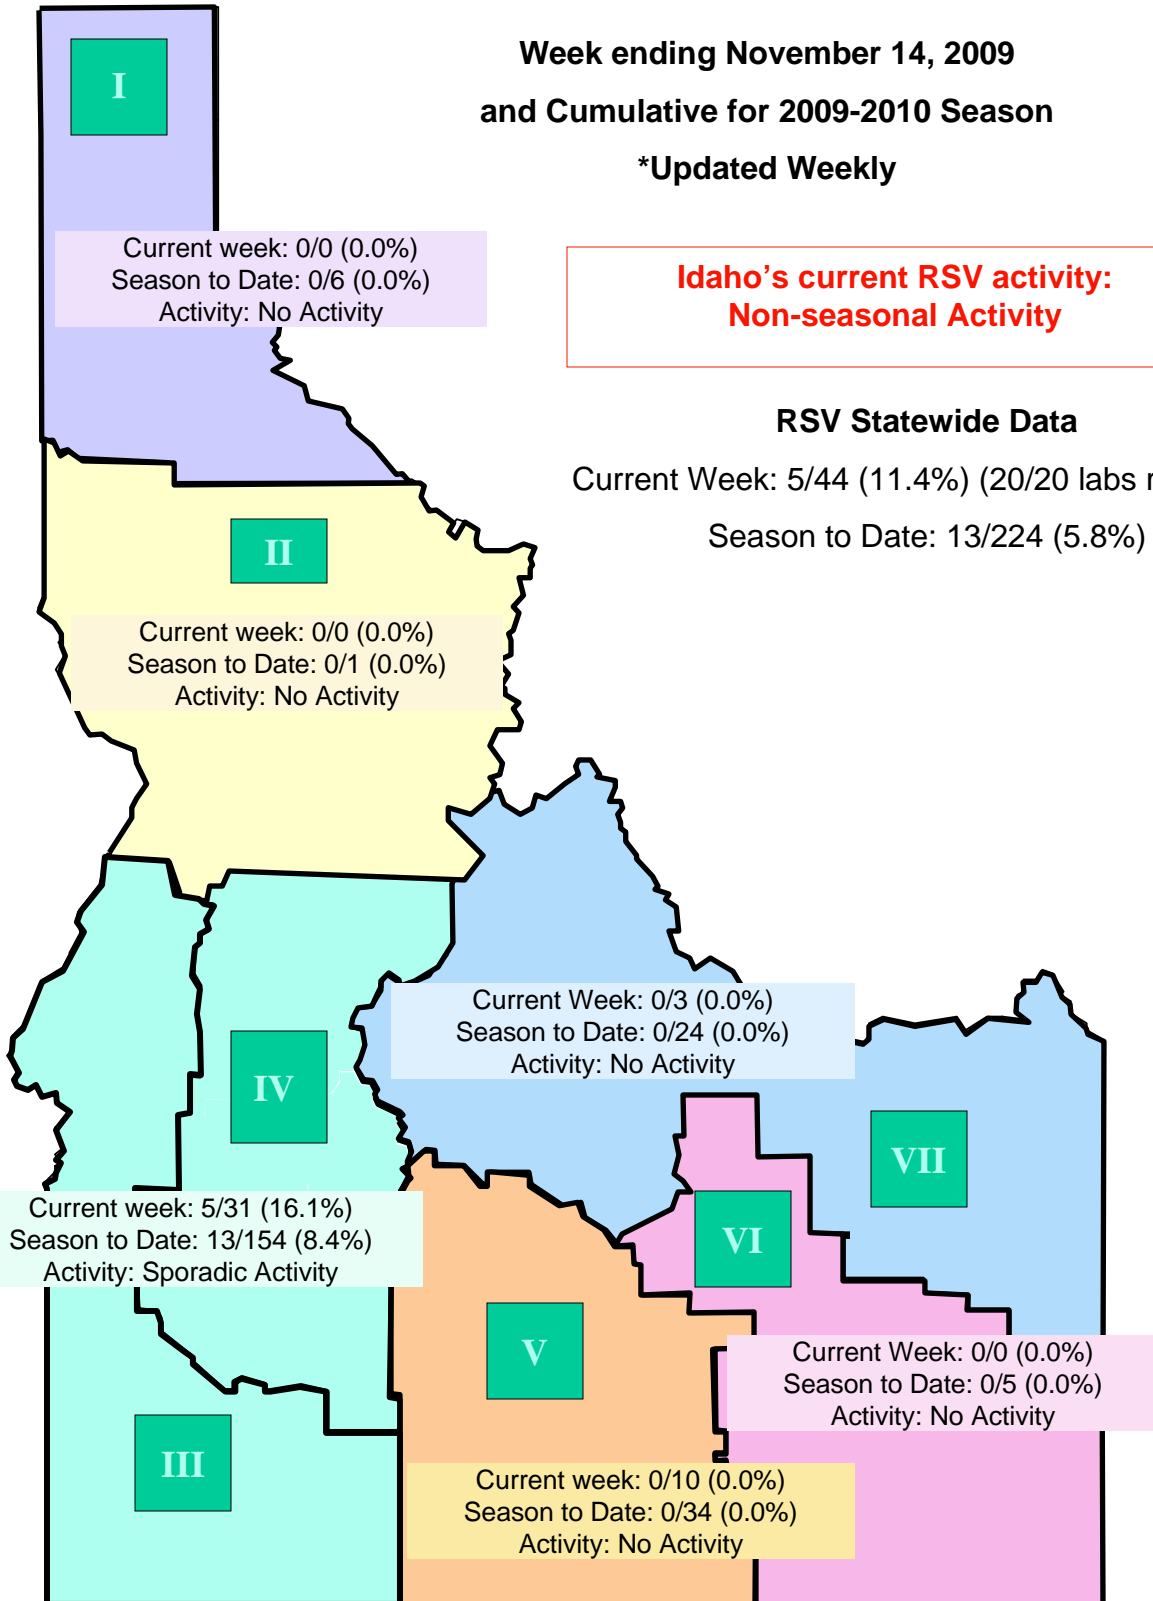 I
Week ending November 14, 2009
and Cumulative for 2009-2010 Season
*Updated Weekly
Current week: 0/0 (0.0%)
Season to Date: 0/6 (0.0%)
Activity: No Activity
Idaho’s current RSV activity:
Non-seasonal Activity
RSV Statewide Data
Current Week: 5/44 (11.4%) (20/20 labs
Season to Date: 13/224 (5.8%)
II
Current week: 0/0 (0.0%)
Season to Date: 0/1 (0.0%)
Activity: No Activity
Current Week: 0/3 (0.0%)
Season to Date: 0/24 (0.0%)
Activity: No Activity
IV
VII
Current week: 5/31 (16.1%)
Season to Date: 13/154 (8.4%)
Activity: Sporadic Activity
VI
V
Current Week: 0/0 (0.0%)
Season to Date: 0/5 (0.0%)
Activity: No Activity
III
Current week: 0/10 (0.0%)
Season to Date: 0/34 (0.0%)
Activity: No Activity